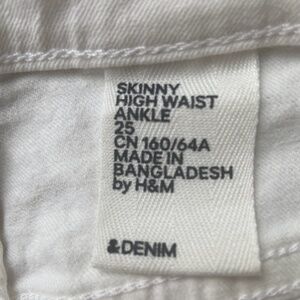 SKINNY
HIGH WAIST
ANKLE
25
CN 160/64A
MADE IN
BANGLADESH
by H&M
&DENIM